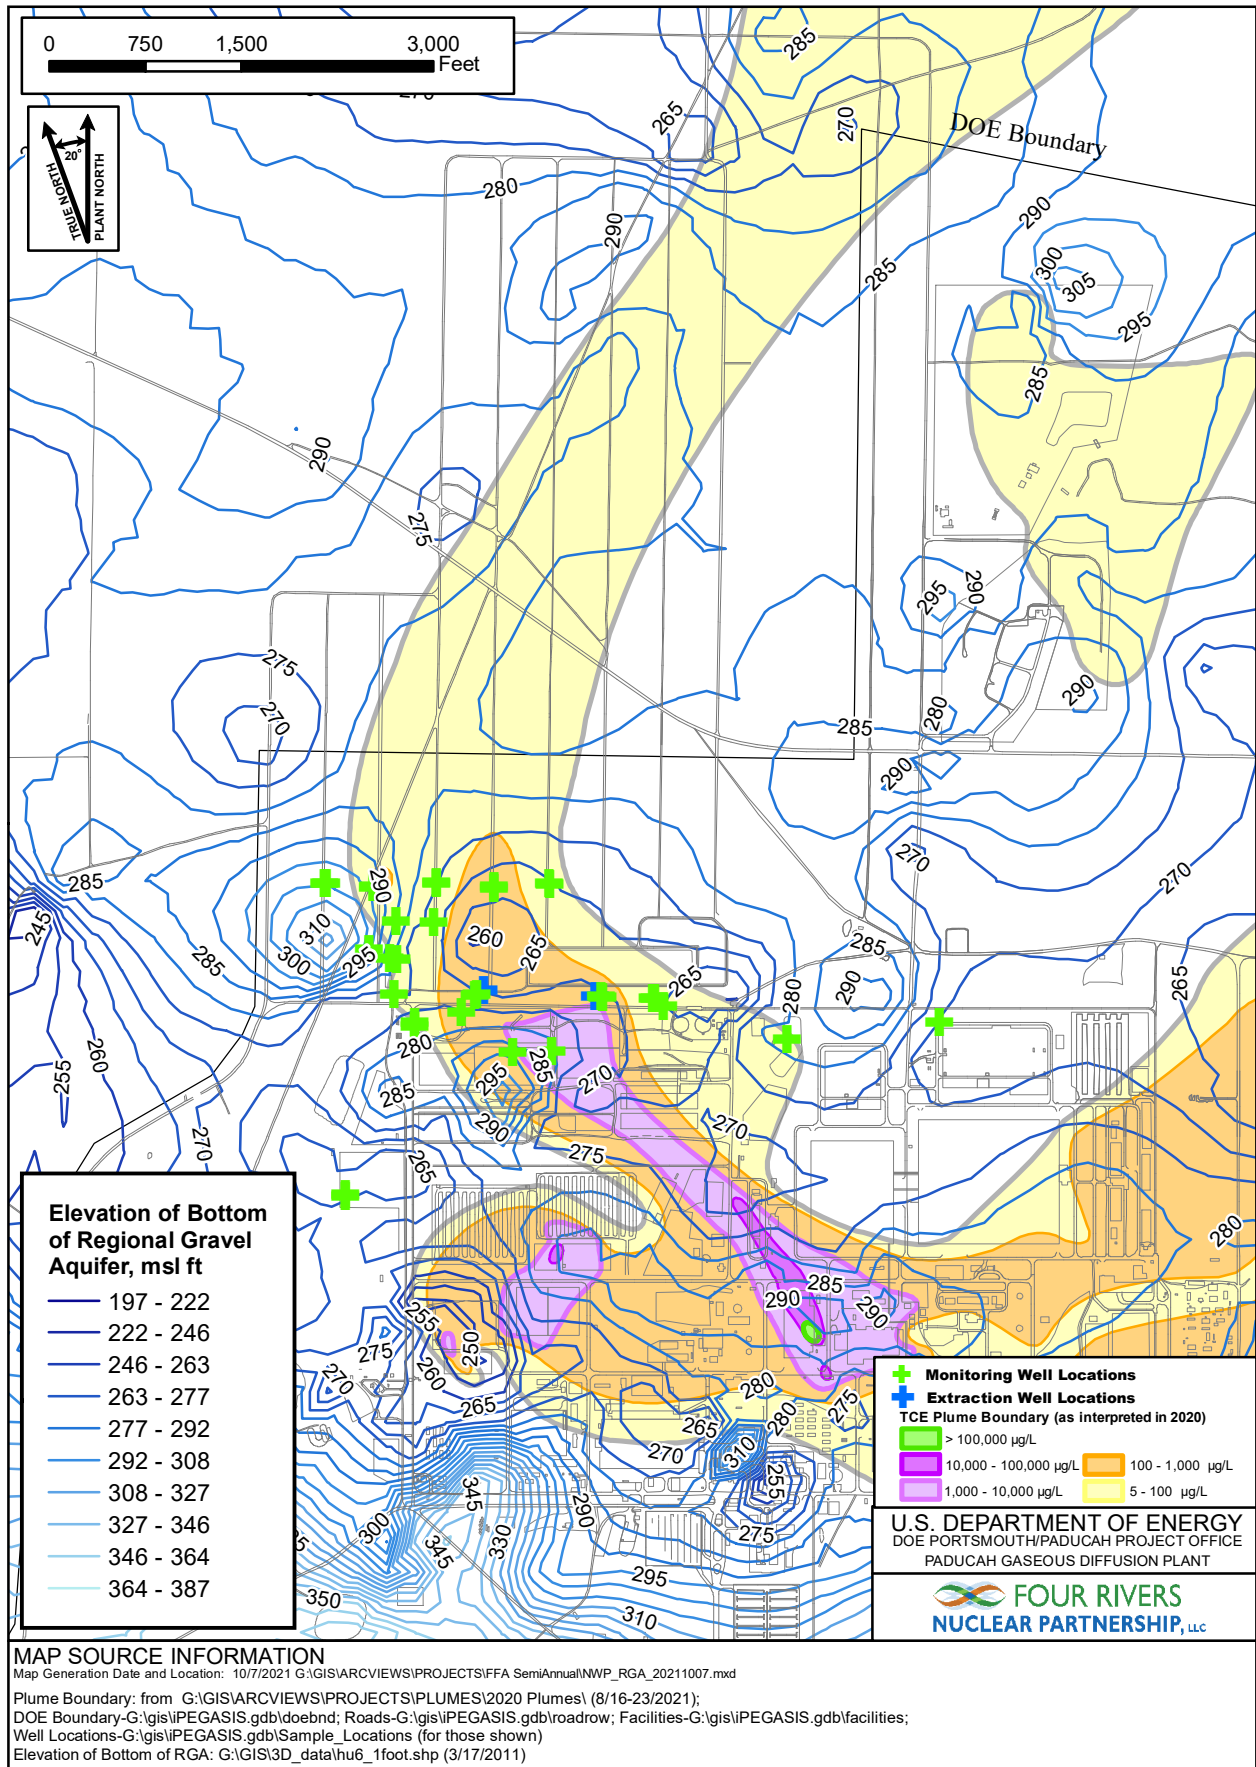 0 750 1,500 3,000
Feet
20°
TRUE NORTH
PLANT NORTH
285
265
270
DOE Boundary
280
290
290
285
300
305
295
285
290
275
295
290
275
270
280
290
285
290
270
270
285
290
245
310
260
265
285
300
295
265
285
290
280
265
280
285
295
270
260
255
285
290
270
270
275
265
280
285
290
290
255
275
250
260
270
265
280
280
275
265
270
310
255
290
275
345
300
345
330
295
350
310
Elevation of Bottom
of Regional Gravel
Aquifer, msl ft
197 - 222
222 - 246
246 - 263
263 - 277
277 - 292
292 - 308
308 - 327
327 - 346
346 - 364
364 - 387
Monitoring Well Locations
Extraction Well Locations
TCE Plume Boundary (as interpreted in 2020)
> 100,000 µg/L
10,000 - 100,000 µg/L
100 - 1,000 µg/L
1,000 - 10,000 µg/L
5 - 100 µg/L
U.S. DEPARTMENT OF ENERGY
DOE PORTSMOUTH/PADUCAH PROJECT OFFICE
PADUCAH GASEOUS DIFFUSION PLANT
FOUR RIVERS
NUCLEAR PARTNERSHIP, LLC
MAP SOURCE INFORMATION
Map Generation Date and Location: 10/7/2021 G:\GIS\ARCVIEWS\PROJECTS\FFA SemiAnnual\NWP_RGA_20211007.mxd
Plume Boundary: from G:\GIS\ARCVIEWS\PROJECTS\PLUMES\2020 Plumes\ (8/16-23/2021);
DOE Boundary-G:\gis\iPEGASIS.gdb\doebnd; Roads-G:\gis\iPEGASIS.gdb\roadrow; Facilities-G:\gis\iPEGASIS.gdb\facilities;
Well Locations-G:\gis\iPEGASIS.gdb\Sample_Locations (for those shown)
Elevation of Bottom of RGA: G:\GIS\3D_data\hu6_1foot.shp (3/17/2011)